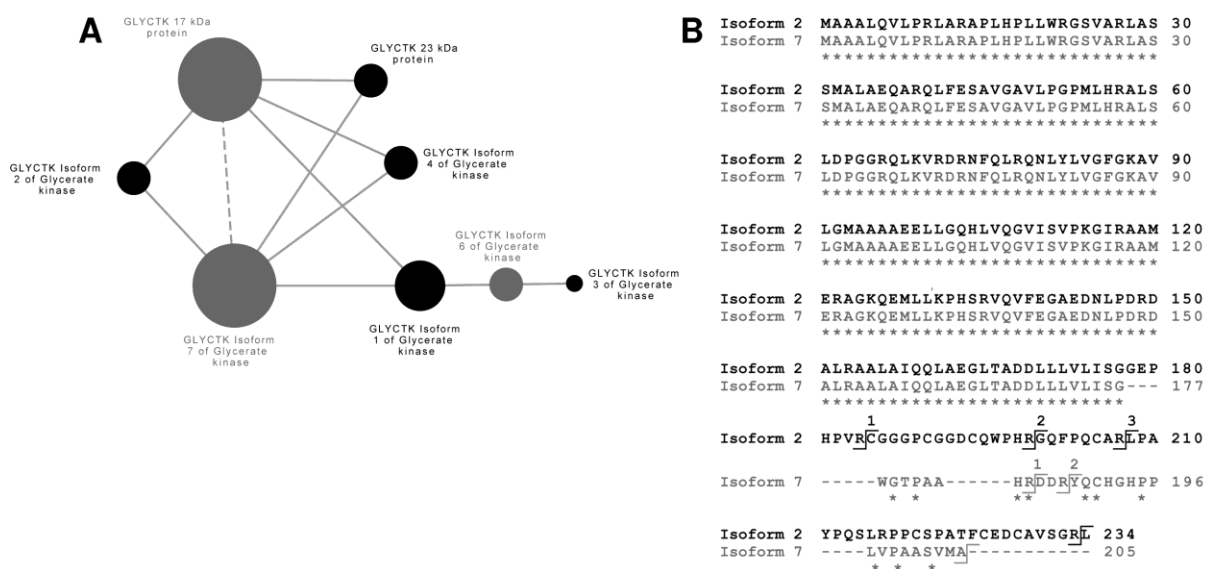 A
GLYCTK 17 kDa
protein
GLYCTK 23 kDa
protein
GLYCTK Isoform
4 of Glycerate
kinase
GLYCTK Isoform
2 of Glycerate
kinase
GLYCTK Isoform
6 of Glycerate
kinase
GLYCTK Isoform
3 of Glycerate
kinase
GLYCTK Isoform
1 of Glycerate
kinase
GLYCTK Isoform
7 of Glycerate
kinase
B
Isoform 2 MAAALQVLPRLARAPLHPLLWRGSVARLAS 30
Isoform 7 MAAALQVLPRLARAPLHPLLWRGSVARLAS 30
******************************
Isoform 2 SMALAEQARQLFESAVGAVLPGPMLHRALS 60
Isoform 7 SMALAEQARQLFESAVGAVLPGPMLHRALS 60
******************************
Isoform 2 LDPGGRQLKVRDRNFQLRQNLYLVGFGKAV 90
Isoform 7 LDPGGRQLKVRDRNFQLRQNLYLVGFGKAV 90
******************************
Isoform 2 LGMAAAAEELLGQHLVQGVISVPKGIRAAM 120
Isoform 7 LGMAAAAEELLGQHLVQGVISVPKGIRAAM 120
******************************
Isoform 2 ERAGKQEMLLKPHSRVQVFEGAEDNLPDRD 150
Isoform 7 ERAGKQEMLLKPHSRVQVFEGAEDNLPDRD 150
******************************
Isoform 2 ALRAALAIQQLAEGLTADDLLLVLISGGEP 180
Isoform 7 ALRAALAIQQLAEGLTADDLLLVLISG--- 177
***************************
1 2 3
Isoform 2 HPVRCGGGPCGGDCQWPHRGQFPQCARLPA 210
1 2
Isoform 7 -----WGTPAA------HRDDRYQCHGHPP 196
* * ** ** *
Isoform 2 YPQSLRPPCSPATFCEDCAVSGRL 234
Isoform 7 ----LVPAASVMA----------- 205
* * *